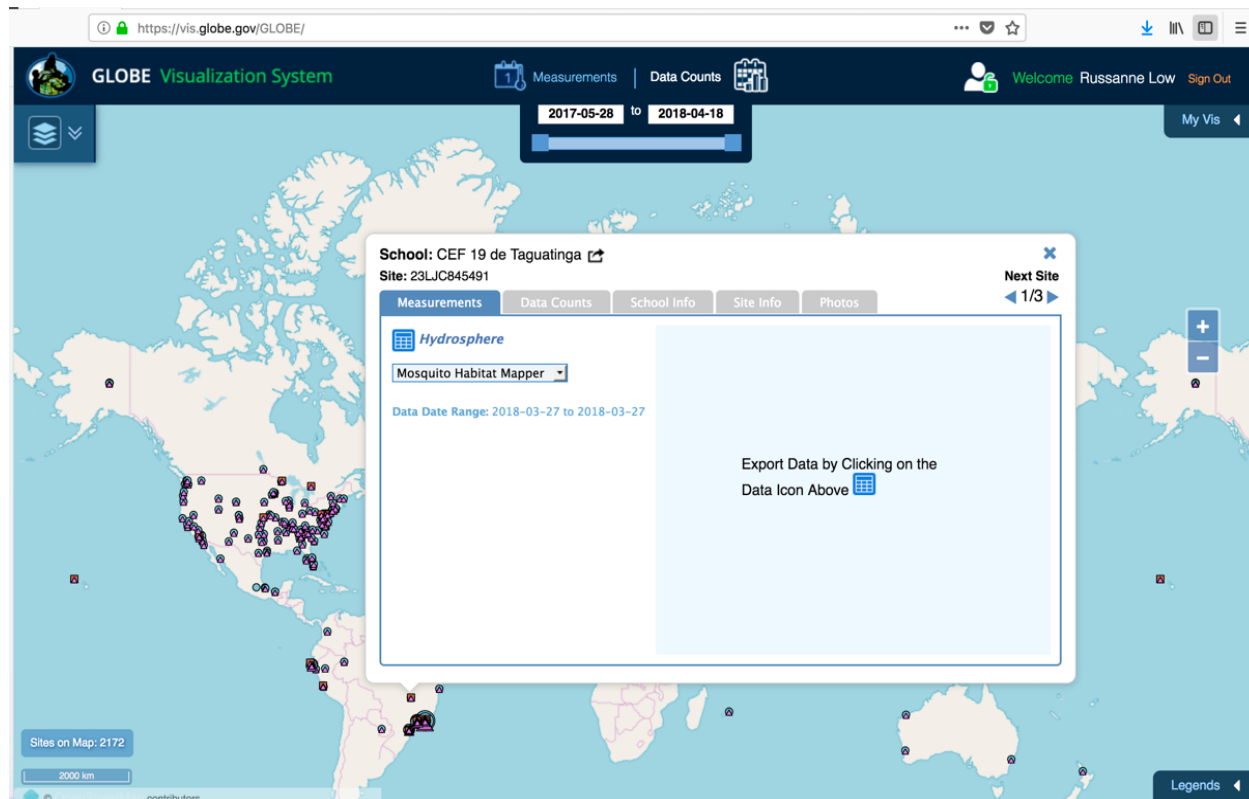 https://vis.globe.gov/GLOBE/
GLOBE Visualization System
1
Measurements | Data Counts
Welcome Russanne Low Sign Out
2017-05-28 to 2018-04-18
My Vis
School: CEF 19 de Taguatinga
Site: 23LJC845491
Next Site
1/3
Measurements
Data Counts
School Info
Site Info
Photos
Hydrosphere
Mosquito Habitat Mapper
Data Date Range: 2018-03-27 to 2018-03-27
Export Data by Clicking on the
Data Icon Above
+
−
Sites on Map: 2172
2000 km
contributors
Legends